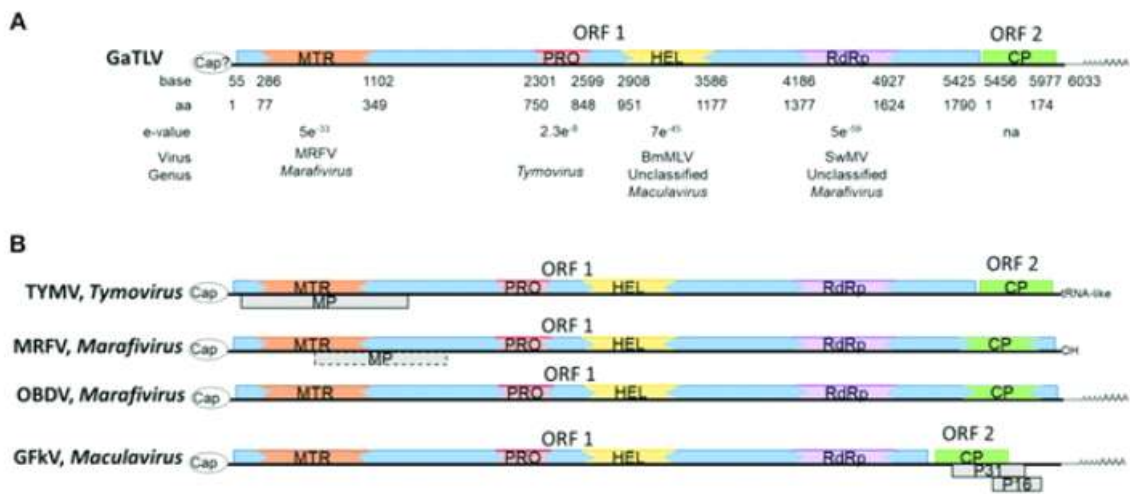 A
ORF 1 ORF 2
GaTLV Cap? MTR PRO HEL RdRp CP
base 55 286 1102 2301 2599 2908 3586 4186 4927 5425 5456 5977 6033
aa 1 77 349 750 848 951 1177 1377 1624 1790 1 174
e-value 5e-33 2.3e-8 7e-45 5e-59 na
Virus MRFV BmMLV SwMV
Genus Marafivirus Tymovirus Unclassified Unclassified
Maculavirus Marafivirus
B
ORF 1 ORF 2
TYMV, Tymovirus Cap MTR PRO HEL RdRp CP tRNA-like
MP
ORF 1
MRFV, Marafivirus Cap MTR PRO HEL RdRp CP OH
MP
ORF 1
OBDV, Marafivirus Cap MTR PRO HEL RdRp CP
ORF 1 ORF 2
GFkV, Maculavirus Cap MTR PRO HEL RdRp CP
P31
P16